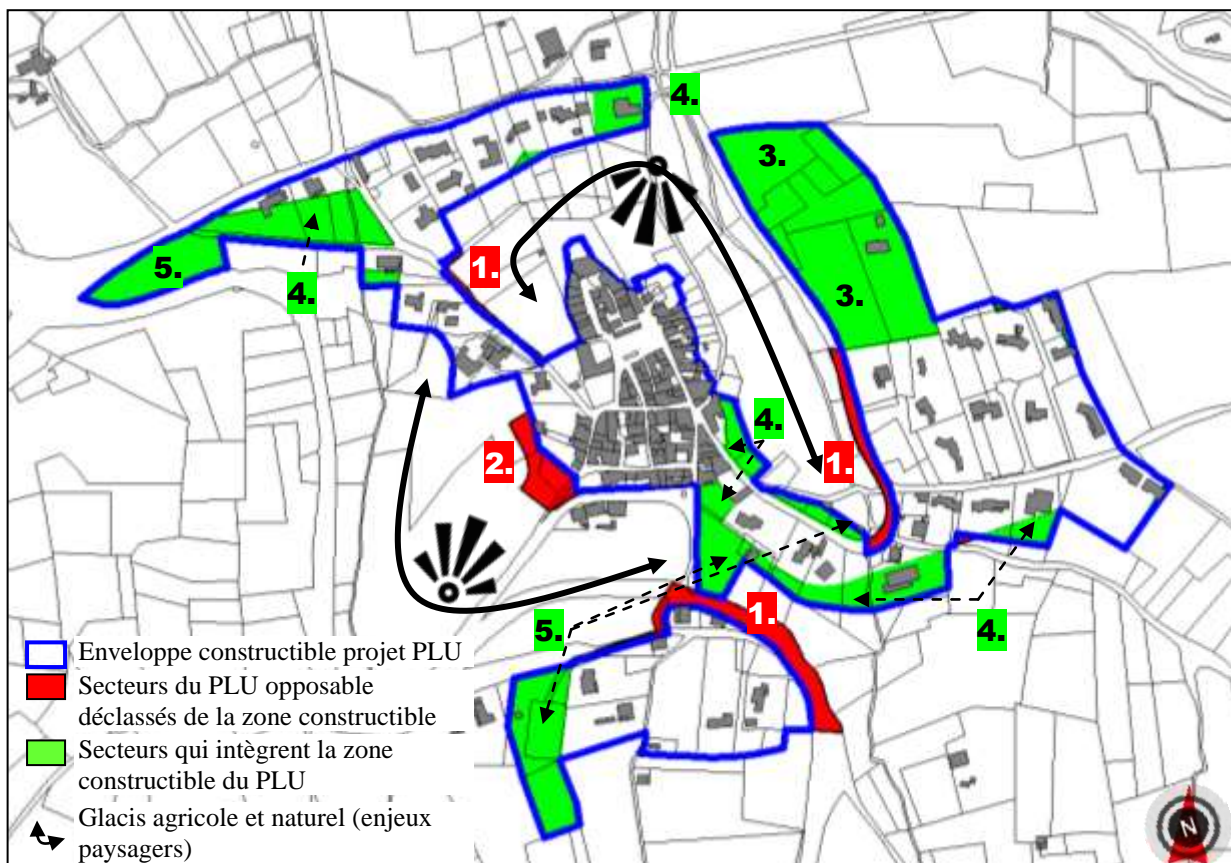 4.
3.
1.
5.
4.
3.
4.
1.
2.
1.
5.
4.
Enveloppe constructible projet PLU
Secteurs du PLU opposable
déclassés de la zone constructible
Secteurs qui intègrent la zone
constructible du PLU
Glacis agricole et naturel (enjeux
paysagers)
N